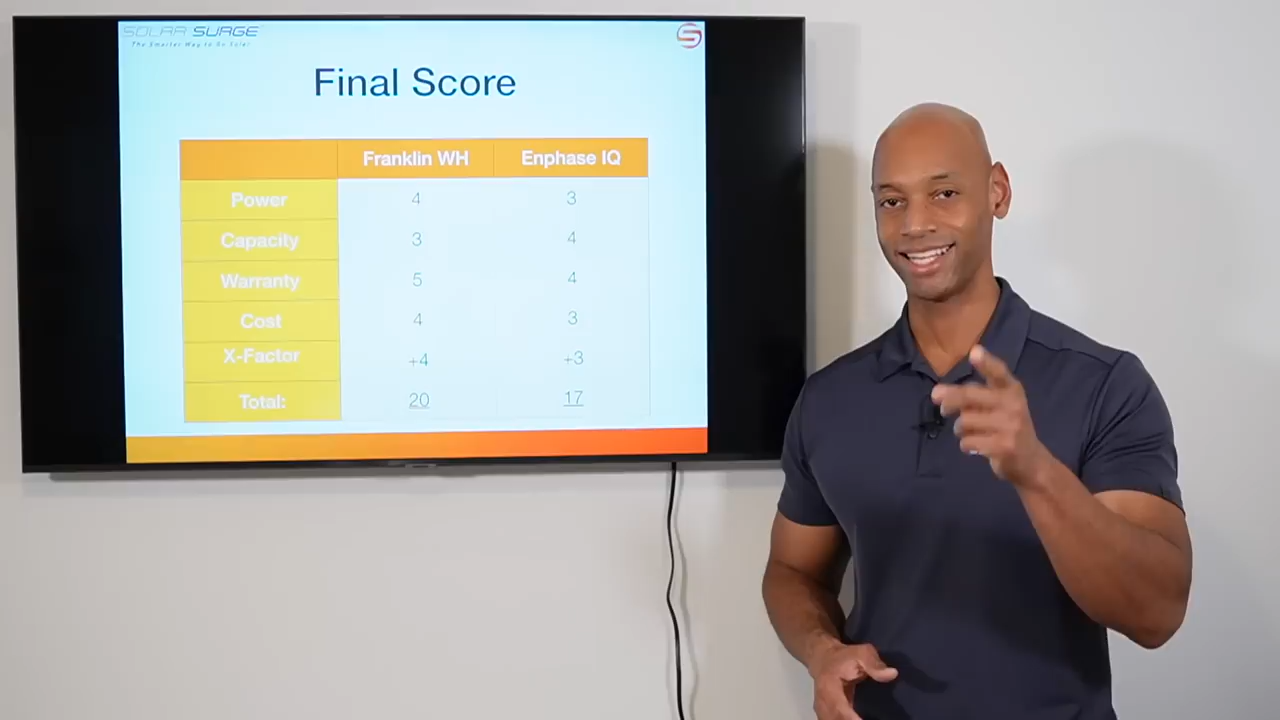 SOLAR SURGE
The Smarter Way to Go Solar
S
Final Score
Franklin WH Enphase IQ
Power 4 3
Capacity 3 4
Warranty 5 4
Cost 4 3
X-Factor +4 +3
Total: 20 17